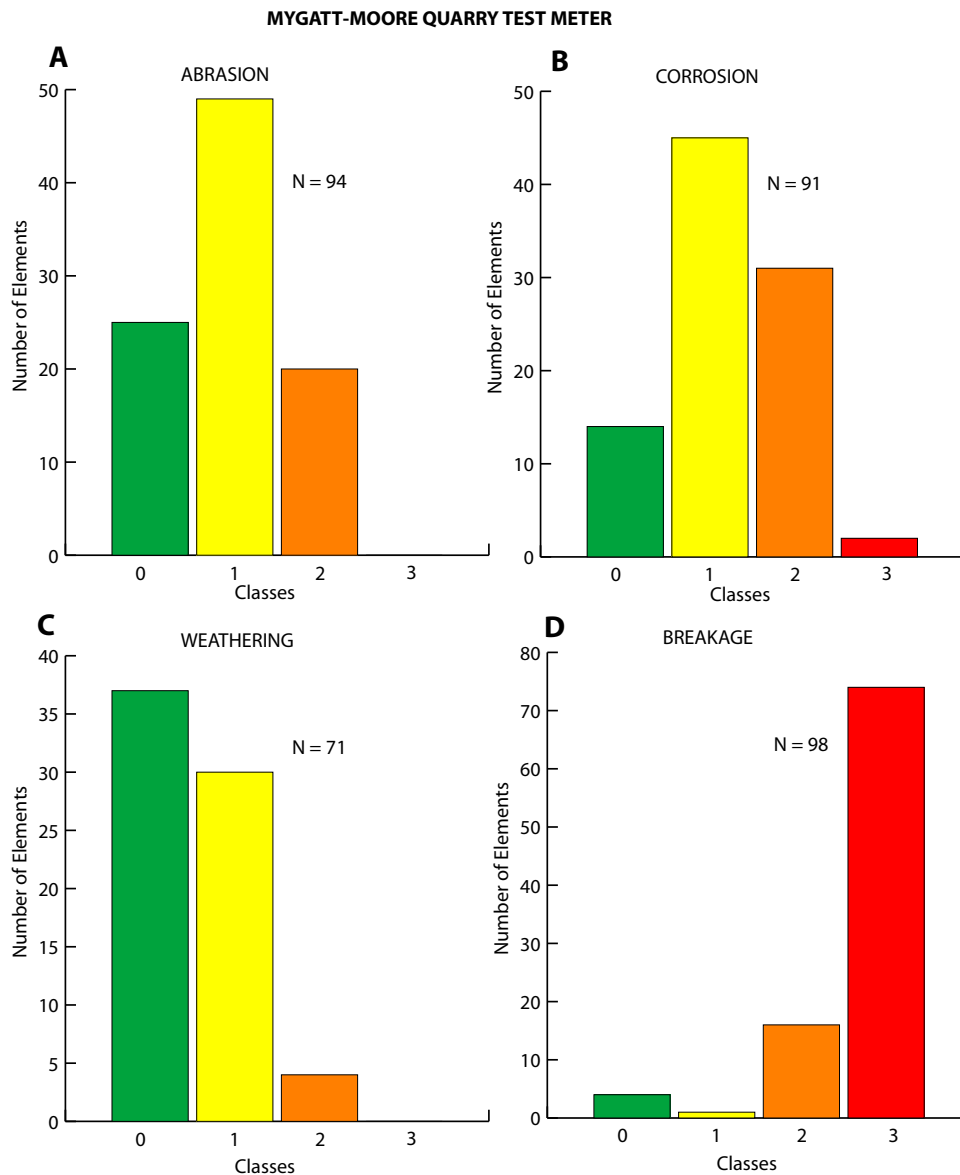 MYGATT-MOORE QUARRY TEST METER
A
ABRASION
50
40
30
20
10
0
Number of Elements
N = 94
0 1 2 3
Classes
B
CORROSION
50
40
30
20
10
0
Number of Elements
N = 91
0 1 2 3
Classes
C
WEATHERING
40
35
30
25
20
15
10
5
0
Number of Elements
N = 71
0 1 2 3
Classes
D
BREAKAGE
80
70
60
50
40
30
20
10
0
Number of Elements
N = 98
0 1 2 3
Classes